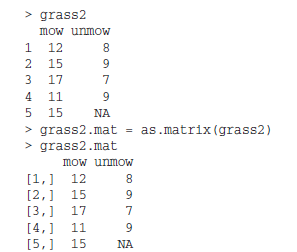 > grass2
  mow unmow
1  12     8
2  15     9
3  17     7
4  11     9
5  15    NA
> grass2.mat = as.matrix(grass2)
> grass2.mat
     mow unmow
[1,]  12     8
[2,]  15     9
[3,]  17     7
[4,]  11     9
[5,]  15    NA